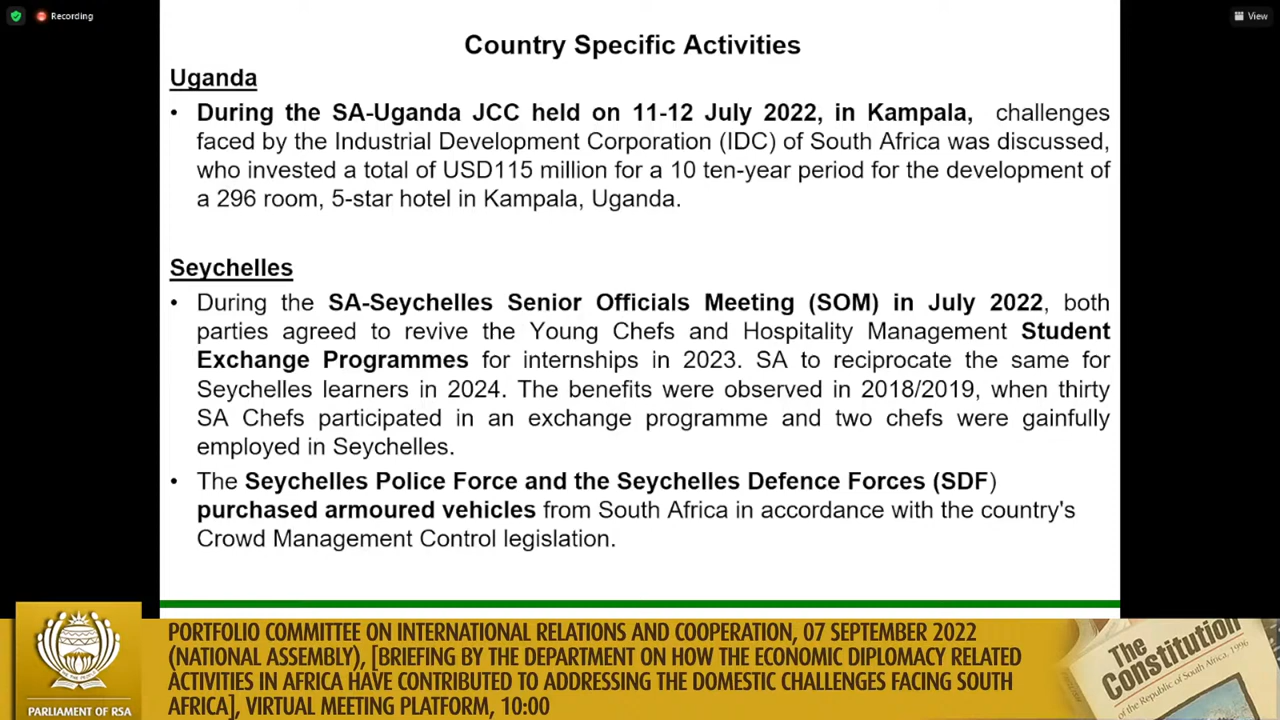 Recording
View
Country Specific Activities
Uganda
• During the SA-Uganda JCC held on 11-12 July 2022, in Kampala, challenges
faced by the Industrial Development Corporation (IDC) of South Africa was discussed,
who invested a total of USD115 million for a 10 ten-year period for the development of
a 296 room, 5-star hotel in Kampala, Uganda.
Seychelles
• During the SA-Seychelles Senior Officials Meeting (SOM) in July 2022, both
parties agreed to revive the Young Chefs and Hospitality Management Student
Exchange Programmes for internships in 2023. SA to reciprocate the same for
Seychelles learners in 2024. The benefits were observed in 2018/2019, when thirty
SA Chefs participated in an exchange programme and two chefs were gainfully
employed in Seychelles.
• The Seychelles Police Force and the Seychelles Defence Forces (SDF)
purchased armoured vehicles from South Africa in accordance with the country's
Crowd Management Control legislation.
PORTFOLIO COMMITTEE ON INTERNATIONAL RELATIONS AND COOPERATION, 07 SEPTEMBER 2022
(NATIONAL ASSEMBLY), [BRIEFING BY THE DEPARTMENT ON HOW THE ECONOMIC DIPLOMACY RELATED
ACTIVITIES IN AFRICA HAVE CONTRIBUTED TO ADDRESSING THE DOMESTIC CHALLENGES FACING SOUTH
AFRICA], VIRTUAL MEETING PLATFORM, 10:00
PARLIAMENT OF RSA
The
Constitution
of the Republic of South Africa, 1996